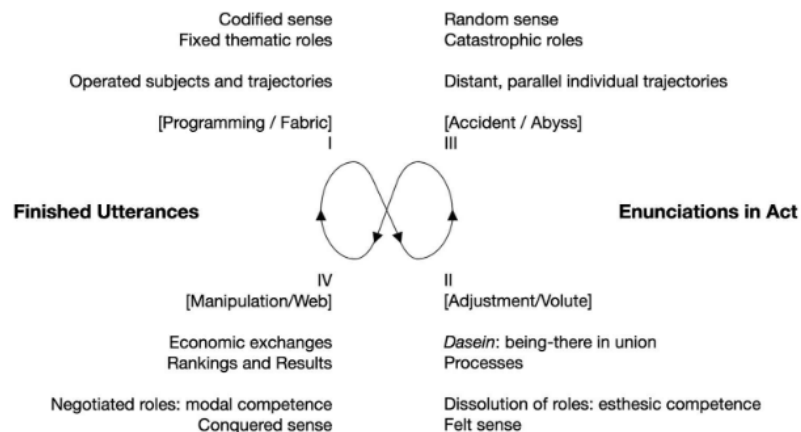 Codified sense
Fixed thematic roles
Operated subjects and trajectories
[Programming / Fabric]
I
Random sense
Catastrophic roles
Distant, parallel individual trajectories
[Accident / Abyss]
III
Finished Utterances
Enunciations in Act
IV
[Manipulation/Web]
Economic exchanges
Rankings and Results
Negotiated roles: modal competence
Conquered sense
II
[Adjustment/Volute]
Dasein: being-there in union
Processes
Dissolution of roles: esthesic competence
Felt sense